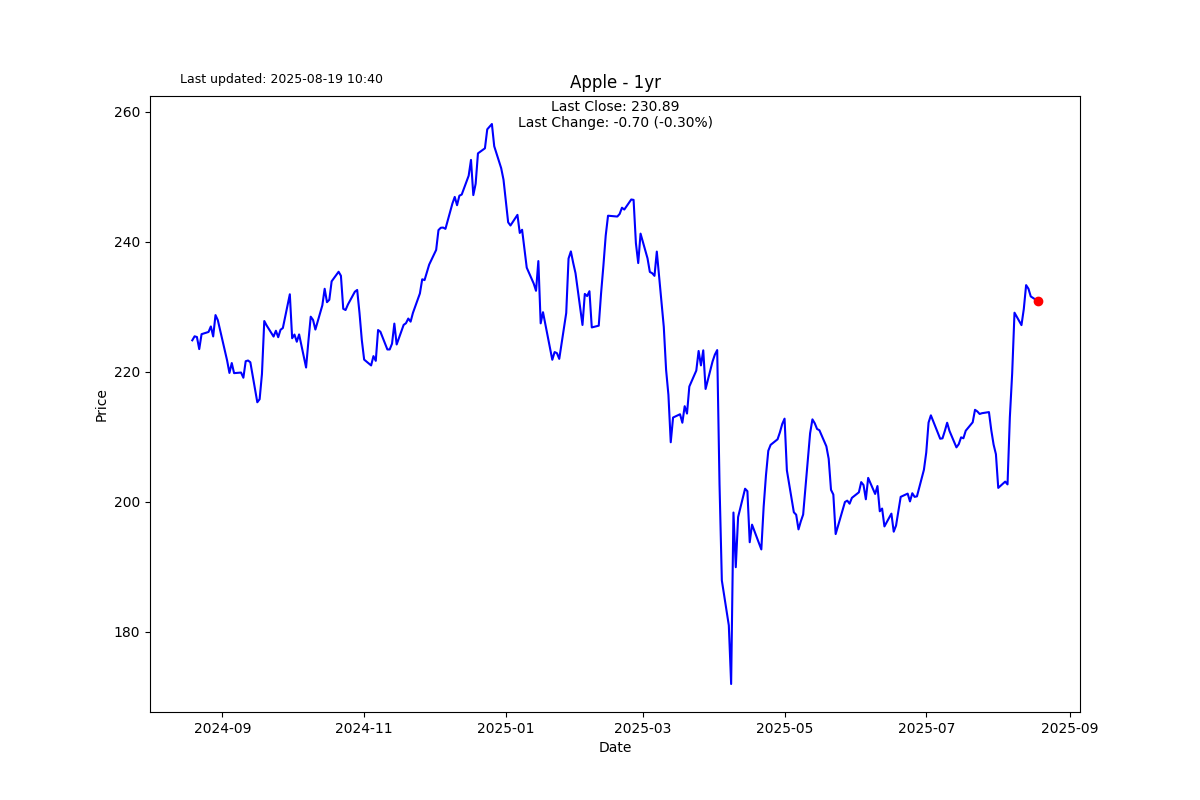 Last updated: 2025-08-19 10:40
Apple - 1yr
Last Close: 230.89
Last Change: -0.70 (-0.30%)
260
240
220
200
180
Price
2024-09
2024-11
2025-01
2025-03
2025-05
2025-07
2025-09
Date